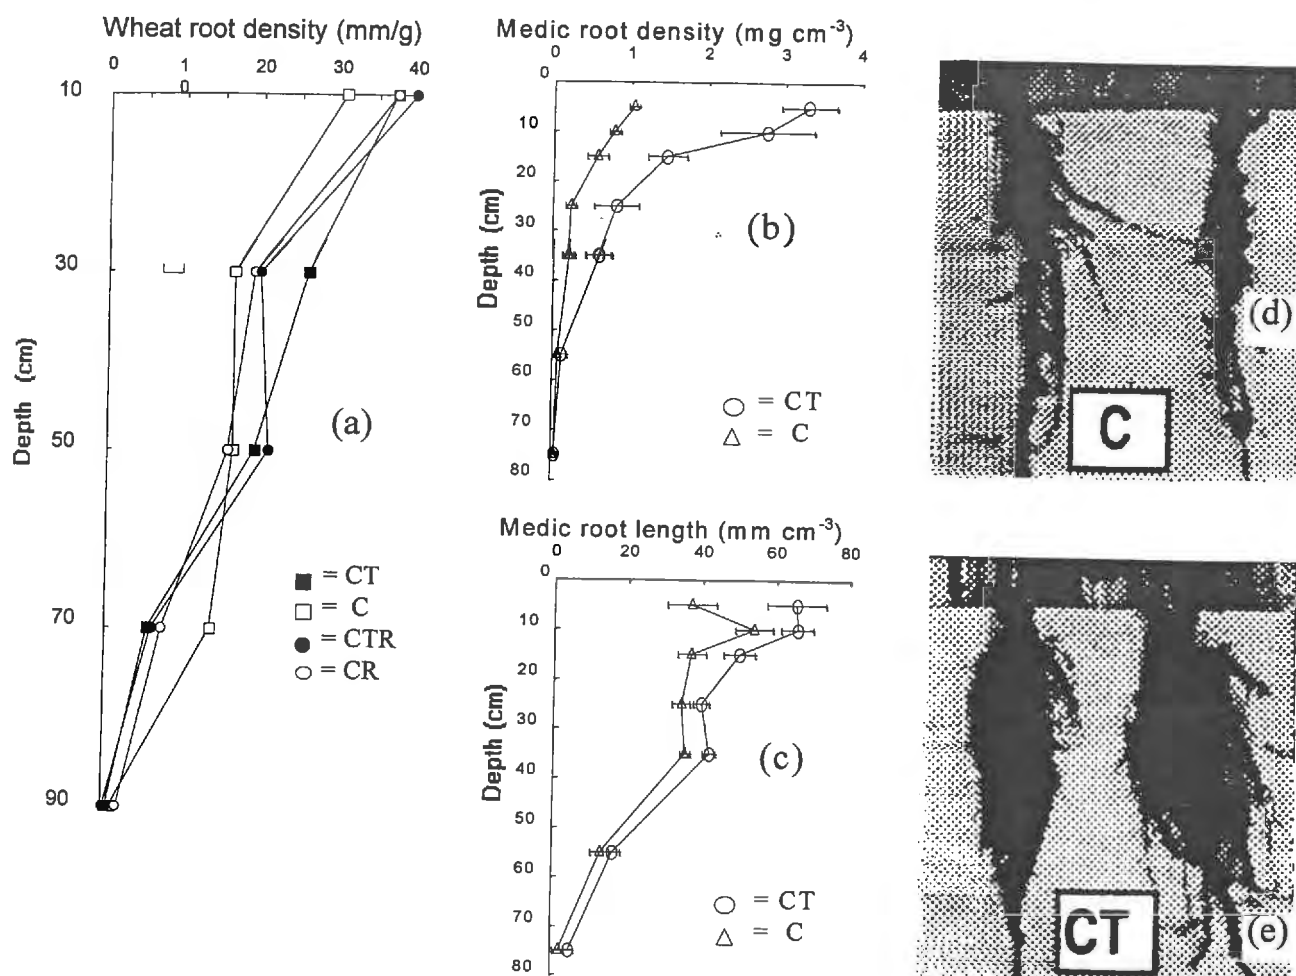 Wheat root density (mm/g)
0 10 20 30 40
10
30
50
70
90
Depth (cm)
(a)
■ = CT
□ = C
● = CTR
○ = CR
Medic root density (mg cm⁻³)
0 1 2 3 4
0
10
20
30
40
50
60
70
80
Depth (cm)
(b)
○ = CT
△ = C
Medic root length (mm cm⁻³)
0 20 40 60 80
0
10
20
30
40
50
60
70
80
Depth (cm)
(c)
○ = CT
△ = C
(d)
C
CT
(e)